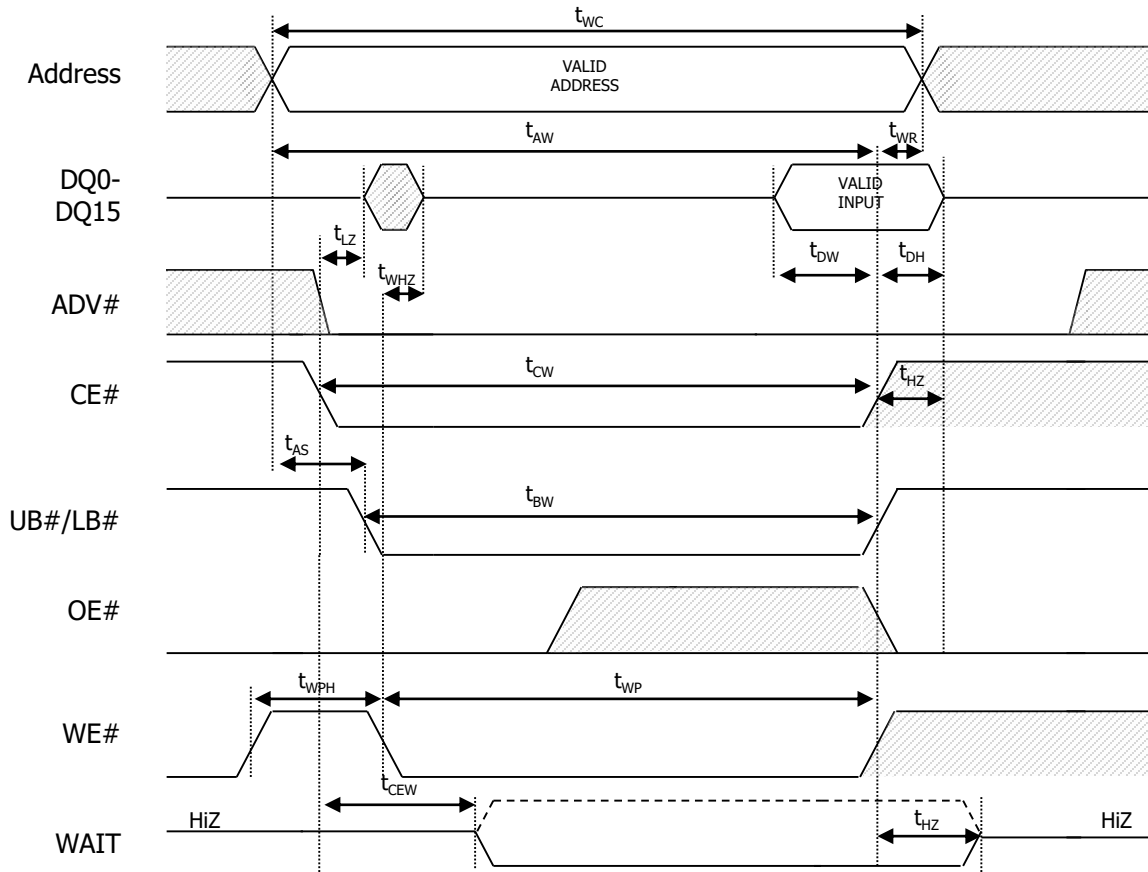 tWC
Address
VALID
ADDRESS
tAW
tWR
DQ0-
DQ15
VALID
INPUT
tLZ
tWHZ
tDW
tDH
ADV#
tCW
tHZ
CE#
tAS
tBW
UB#/LB#
OE#
tWPH
tWP
WE#
tCEW
HiZ
tHZ
HiZ
WAIT